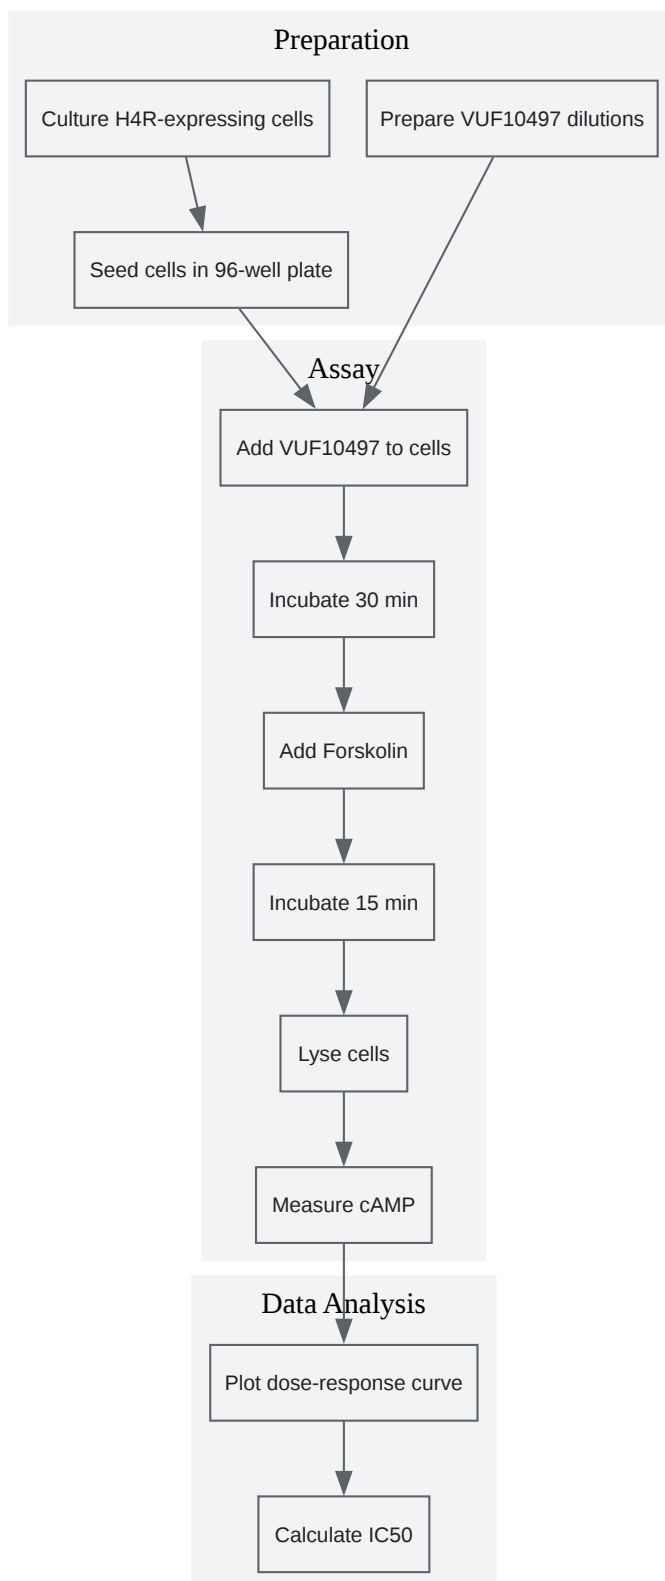 Preparation
Culture H4R-expressing cells
Prepare VUF10497 dilutions
Seed cells in 96-well plate
Assay
Add VUF10497 to cells
Incubate 30 min
Add Forskolin
Incubate 15 min
Lyse cells
Measure cAMP
Data Analysis
Plot dose-response curve
Calculate IC50